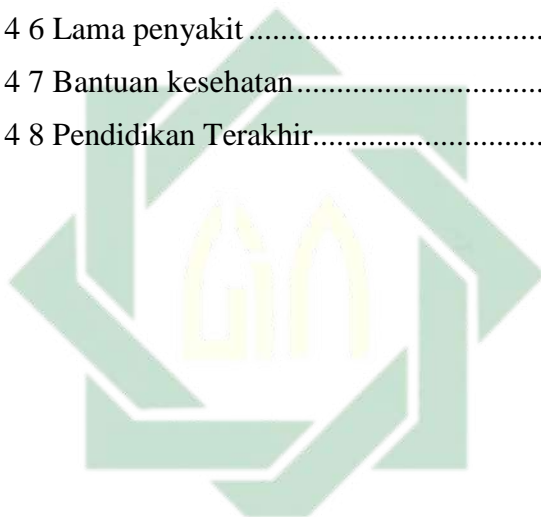 4 6 Lama penyakit..................................
4 7 Bantuan kesehatan.............................
4 8 Pendidikan Terakhir...........................